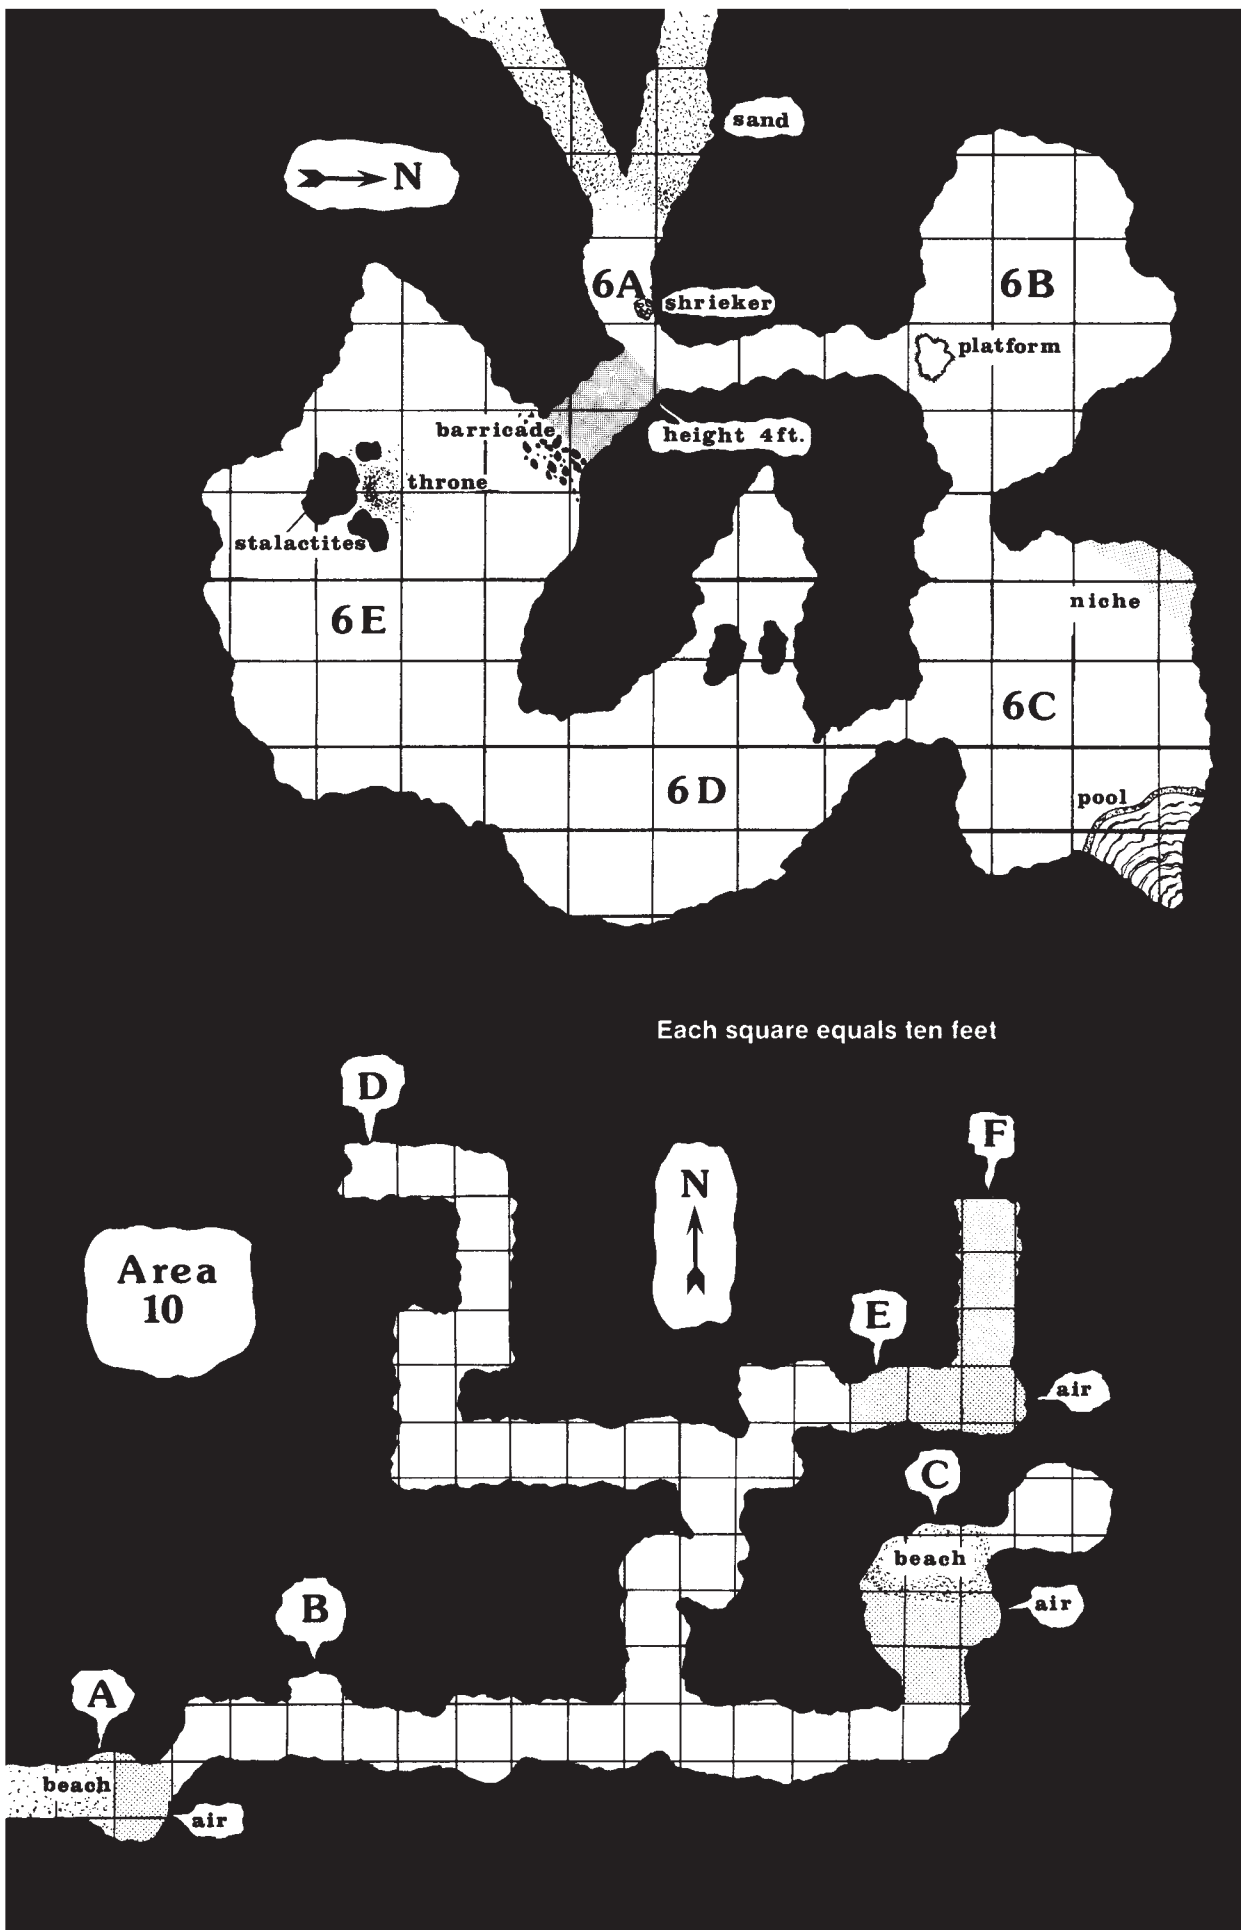 sand
N
6A
shrieker
6B
platform
barricade
height 4ft.
throne
stalactites
niche
6E
6C
6D
pool
Each square equals ten feet
D
F
N
Area
10
E
air
C
beach
B
air
A
beach
air